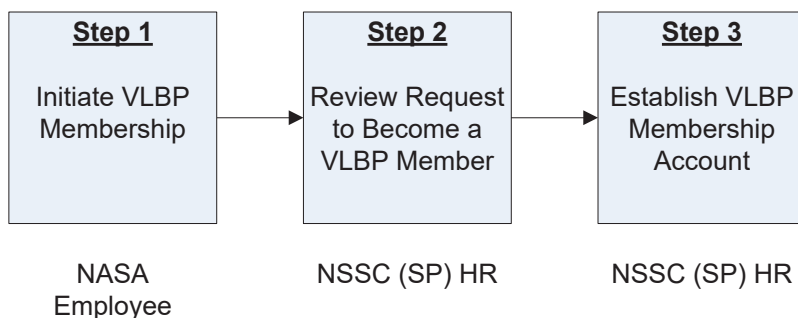 Step 1
Initiate VLBP
Membership
NASA
Employee
Step 2
Review Request
to Become a
VLBP Member
NSSC (SP) HR
Step 3
Establish VLBP
Membership
Account
NSSC (SP) HR